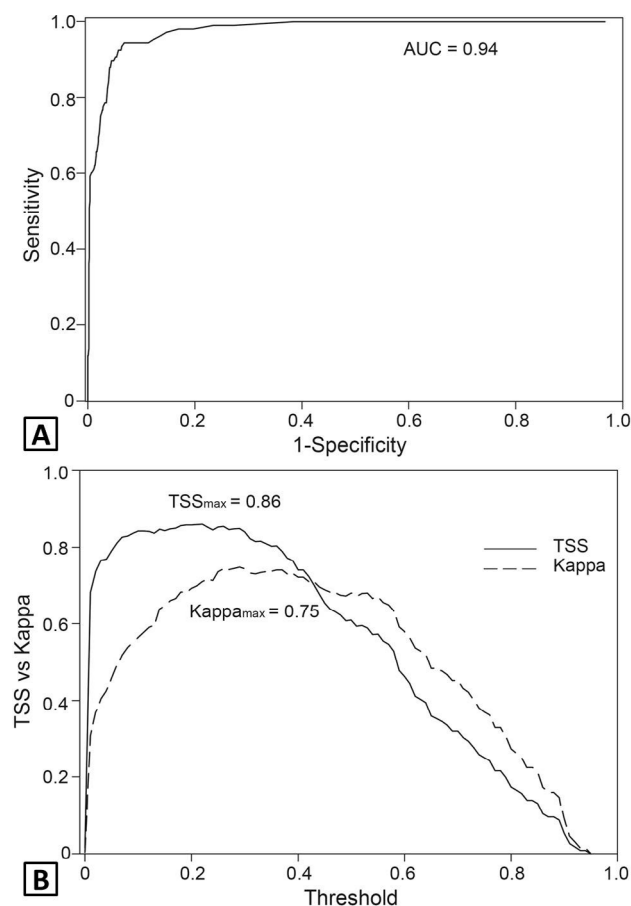 1.0
AUC = 0.94
0.8
0.6
0.4
0.2
0
Sensitivity
0 0.2 0.4 0.6 0.8 1.0
1-Specificity
A
1.0
TSSmax = 0.86
TSS
Kappa
0.8
0.6
Kappamax = 0.75
0.4
0.2
0
TSS vs Kappa
0 0.2 0.4 0.6 0.8 1.0
Threshold
B